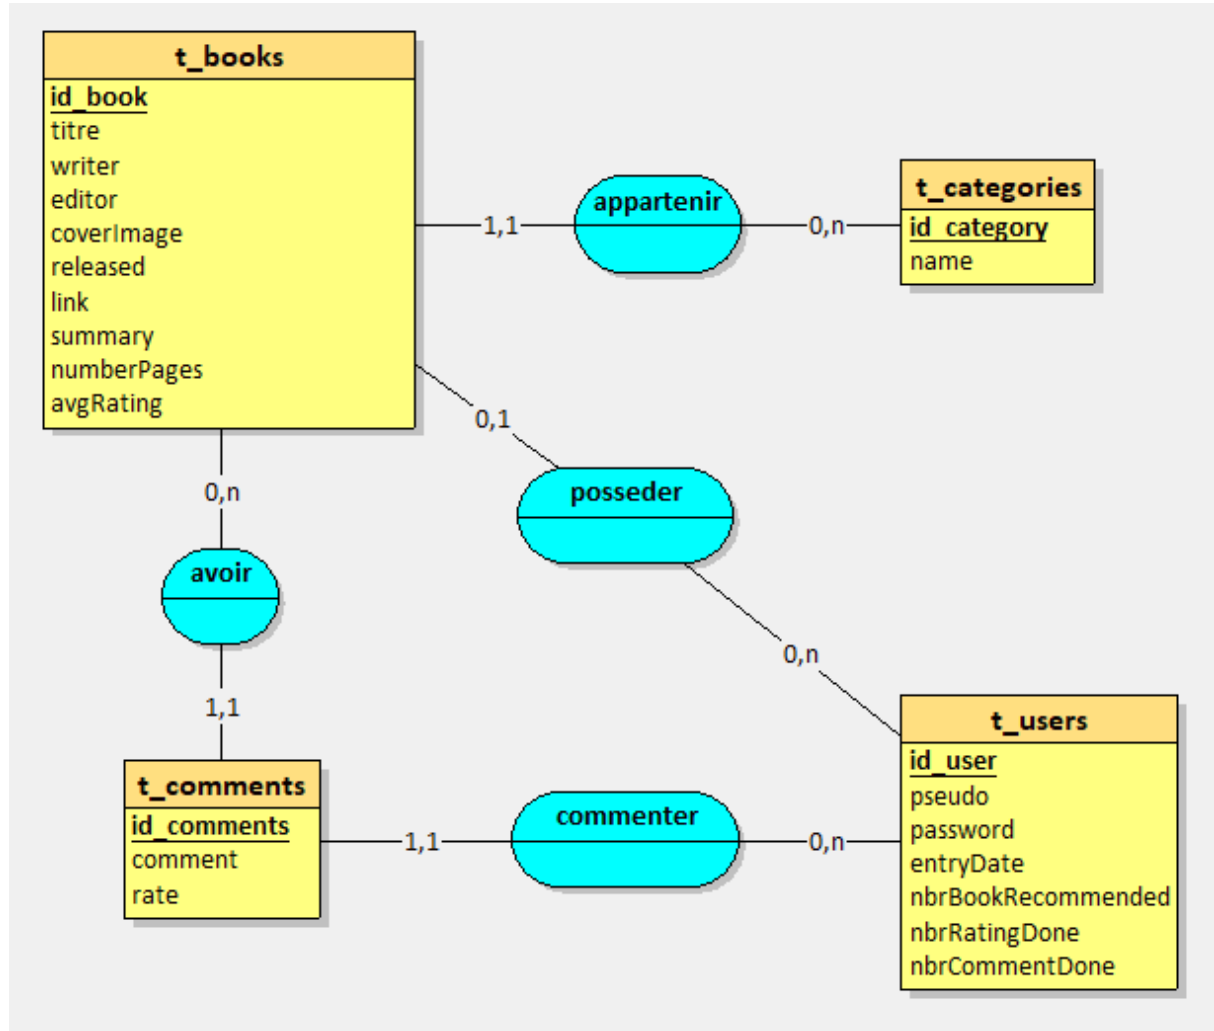 t_books
id_book
titre
writer
editor
coverImage
released
link
summary
numberPages
avgRating
1,1
appartenir
0,n
t_categories
id_category
name
0,1
posseder
0,n
0,n
avoir
1,1
t_comments
id_comments
comment
rate
1,1
commenter
0,n
t_users
id_user
pseudo
password
entryDate
nbrBookRecommended
nbrRatingDone
nbrCommentDone